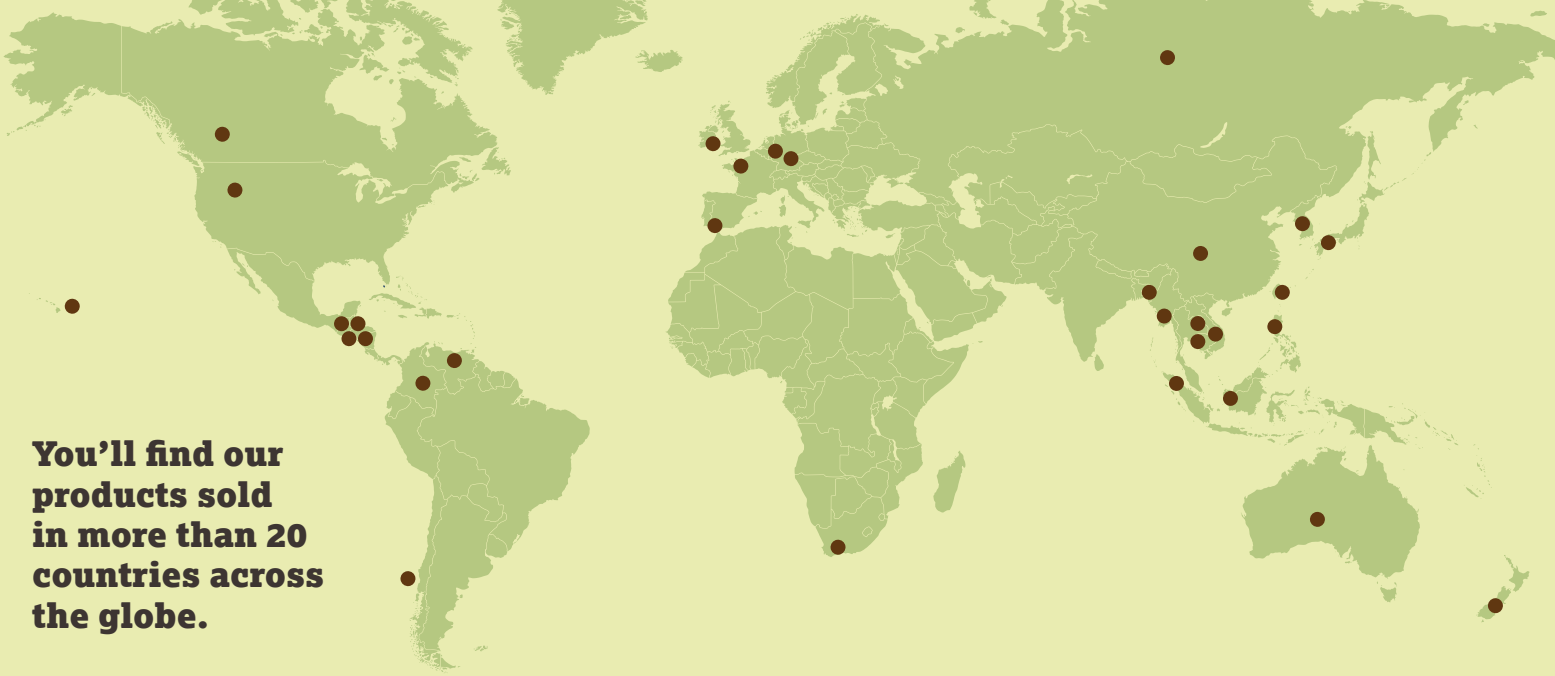 You’ll find our
products sold
in more than 20
countries across
the globe.